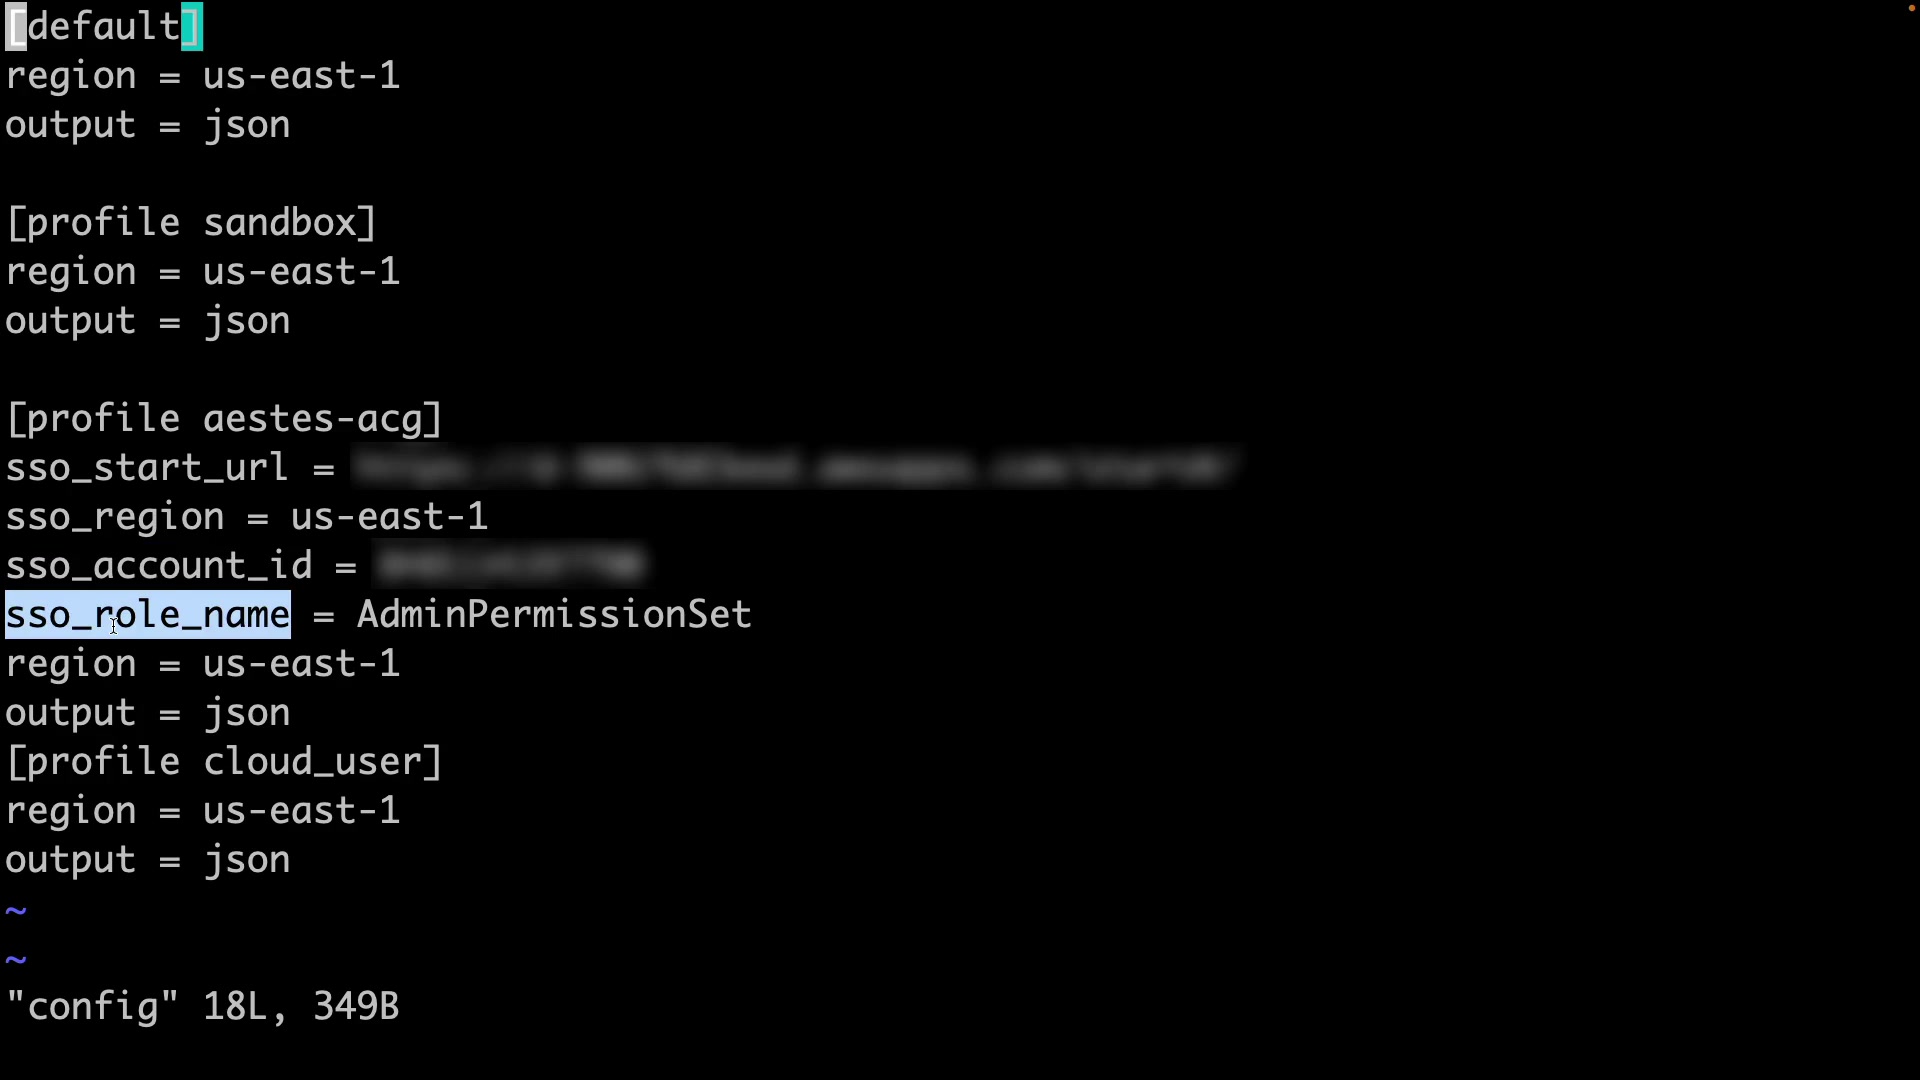 [default]
region = us-east-1
output = json
[profile sandbox]
region = us-east-1
output = json
[profile aestes-acg]
sso_start_url =
sso_region = us-east-1
sso_account_id =
sso_role_name = AdminPermissionSet
region = us-east-1
output = json
[profile cloud_user]
region = us-east-1
output = json
~
~
"config" 18L, 349B